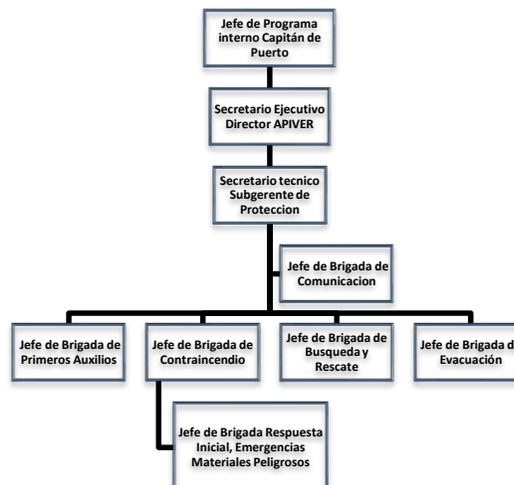 Jefe de Programa
interno Capitán de
Puerto
Secretario Ejecutivo
Director APIVER
Secretario tecnico
Subgerente de
Proteccion
Jefe de Brigada de
Comunicacion
Jefe de Brigada de
Primeros Auxilios
Jefe de Brigada de
Contraincendio
Jefe de Brigada de
Busqueda y
Rescate
Jefe de Brigada d
Evacuación
Jefe de Brigada Respuesta
Inicial, Emergencias
Materiales Peligrosos